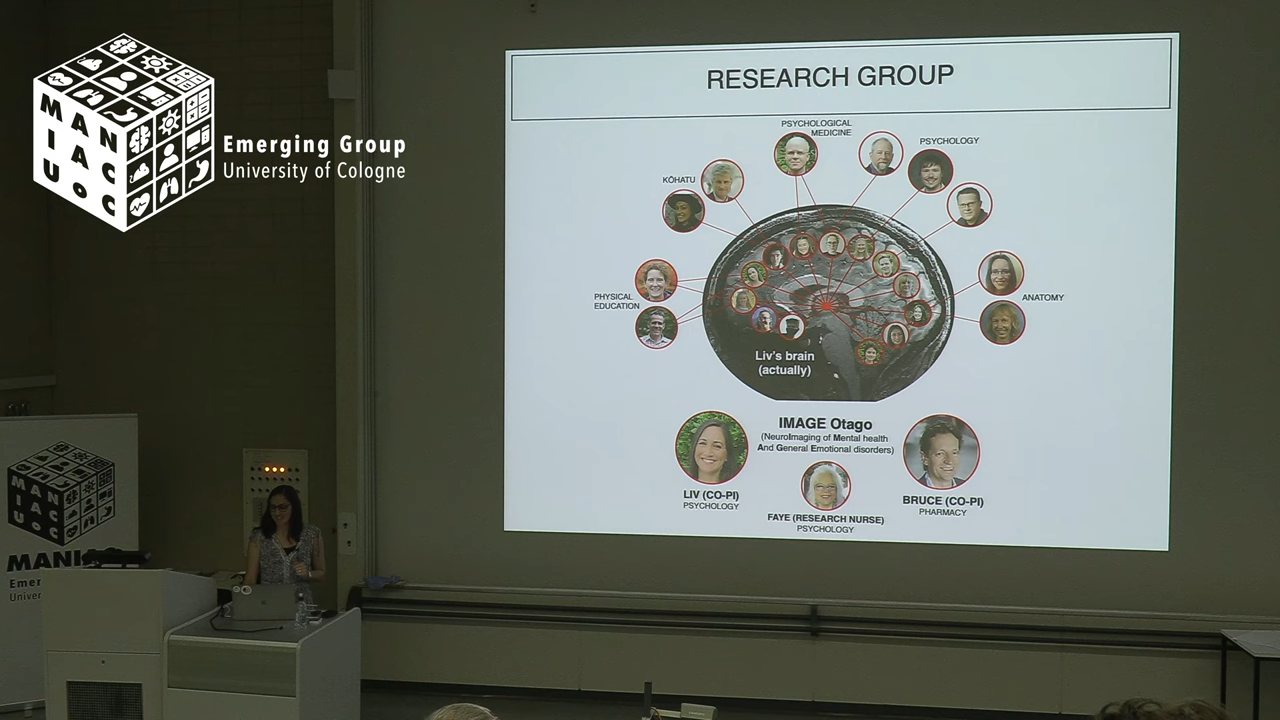 MAN
I A C
U o C
Emerging Group
University of Cologne
RESEARCH GROUP
PSYCHOLOGICAL
MEDICINE
PSYCHOLOGY
KŌHATU
PHYSICAL
EDUCATION
ANATOMY
Liv's brain
(actually)
IMAGE Otago
(NeuroImaging of Mental health
And General Emotional disorders)
LIV (CO-PI)
PSYCHOLOGY
FAYE (RESEARCH NURSE)
PSYCHOLOGY
BRUCE (CO-PI)
PHARMACY
MAN
I A C
U o C
MANI
Emer
Univer